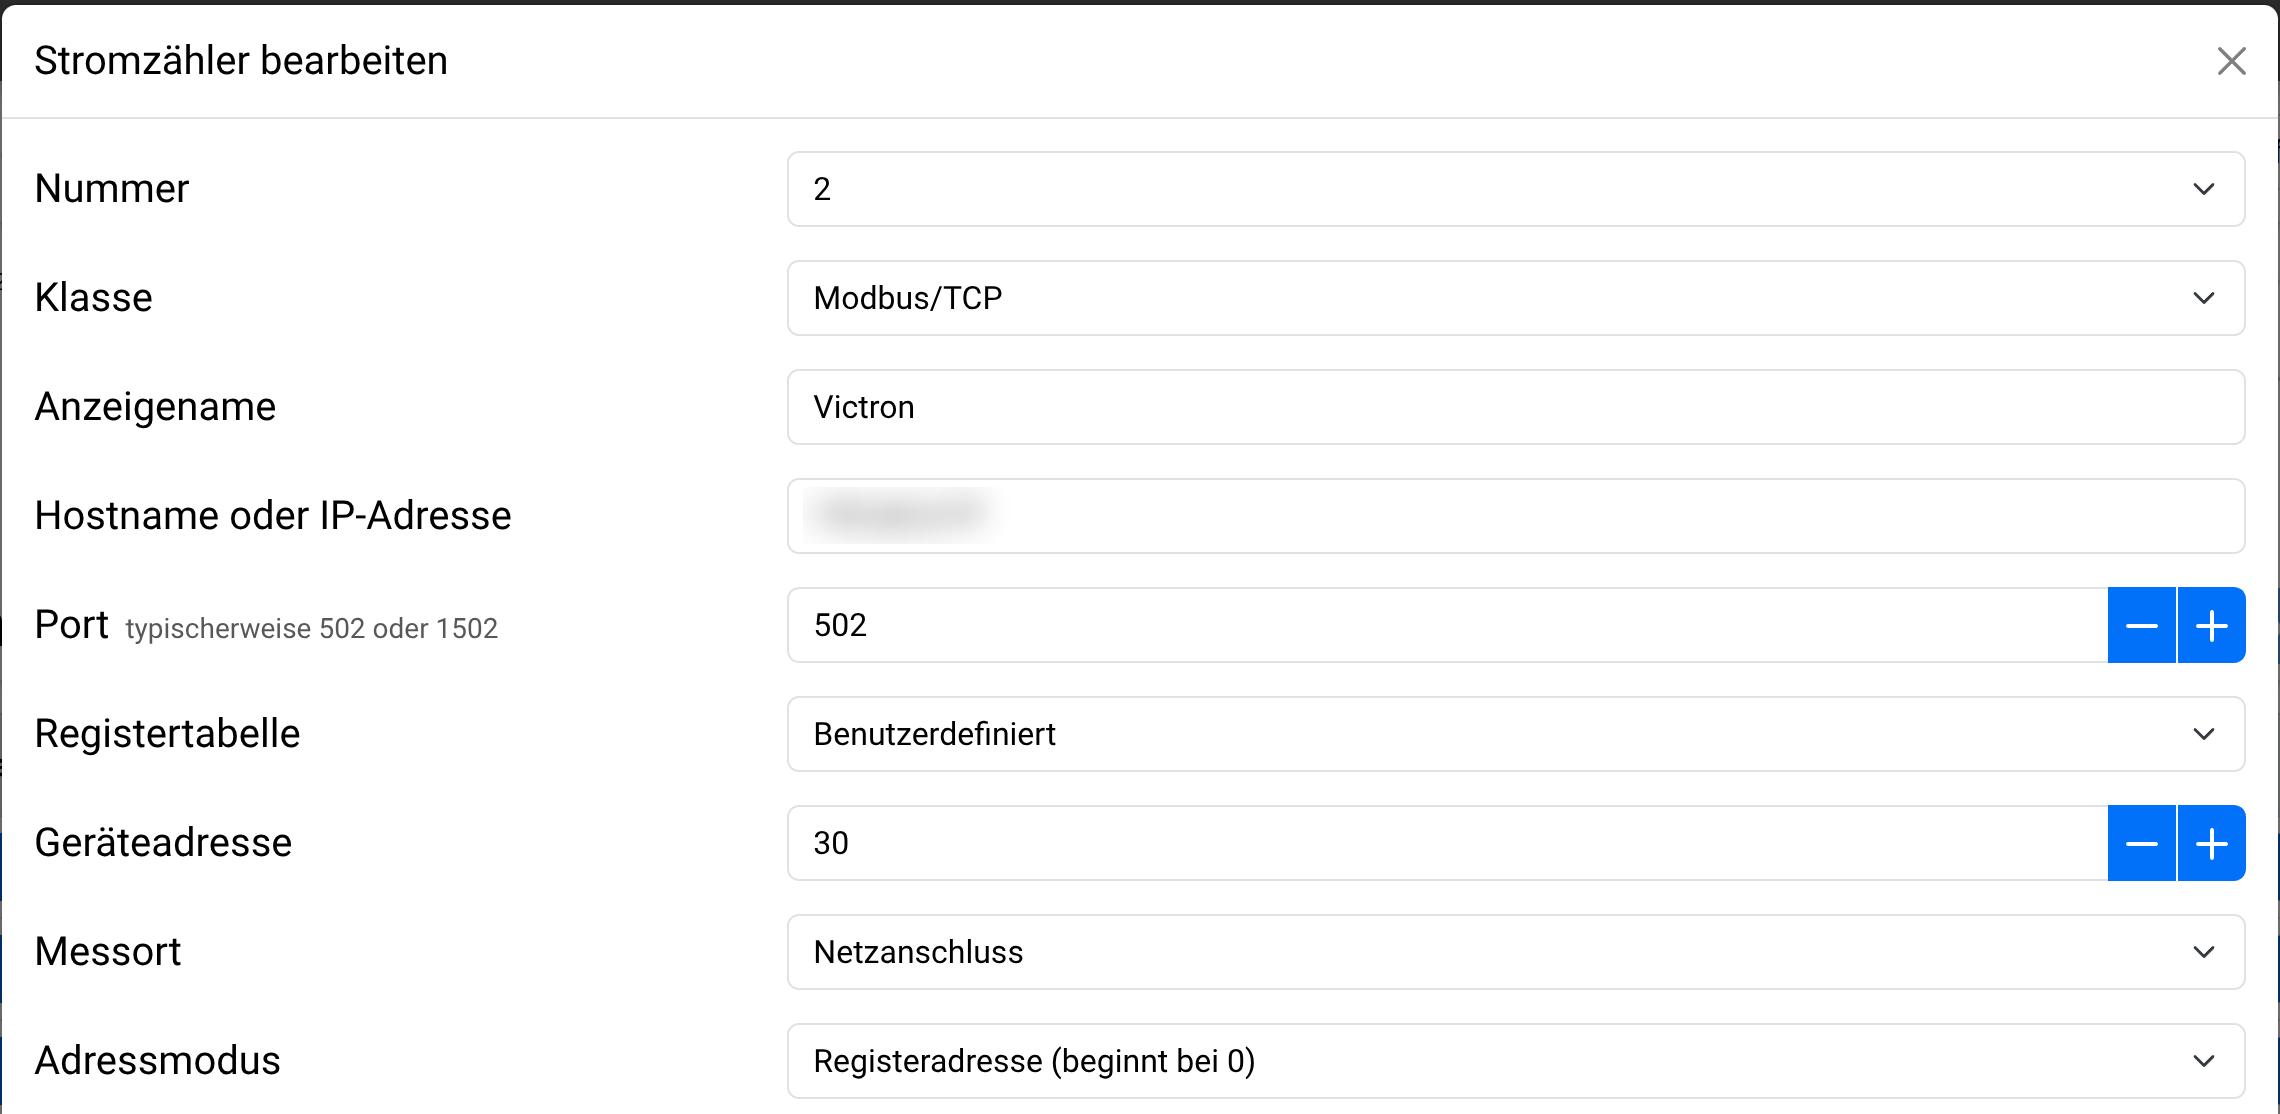 Stromzähler bearbeiten
Nummer 2
Klasse Modbus/TCP
Anzeigename Victron
Hostname oder IP-Adresse
Port typischerweise 502 oder 1502 502
Registertabelle Benutzerdefiniert
Geräteadresse 30
Messort Netzanschluss
Adressmodus Registeradresse (beginnt bei 0)